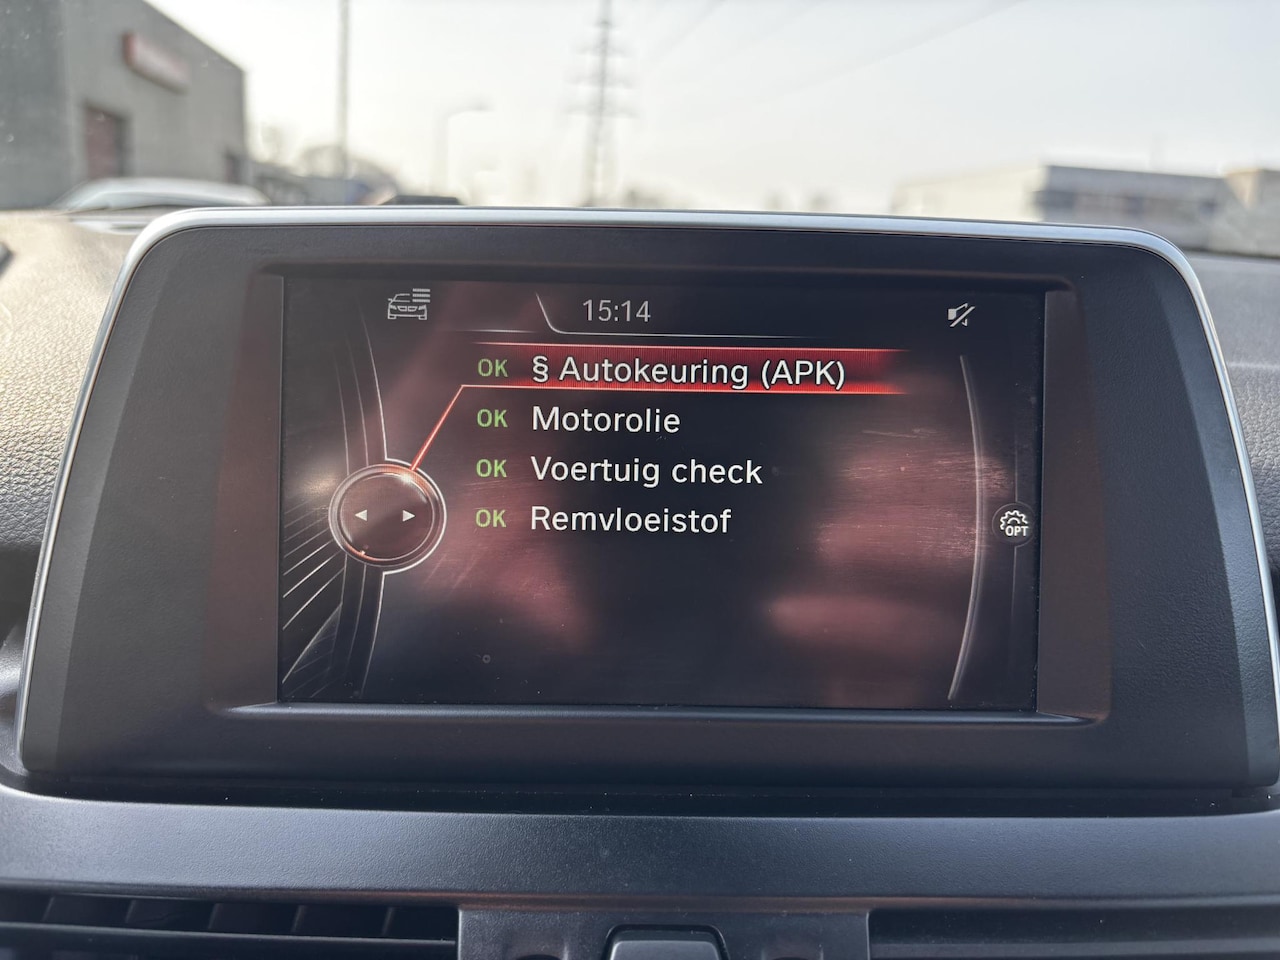 15:14
OK § Autokeuring (APK)
OK Motorolie
OK Voertuig check
OK Remvloeistof
OPT